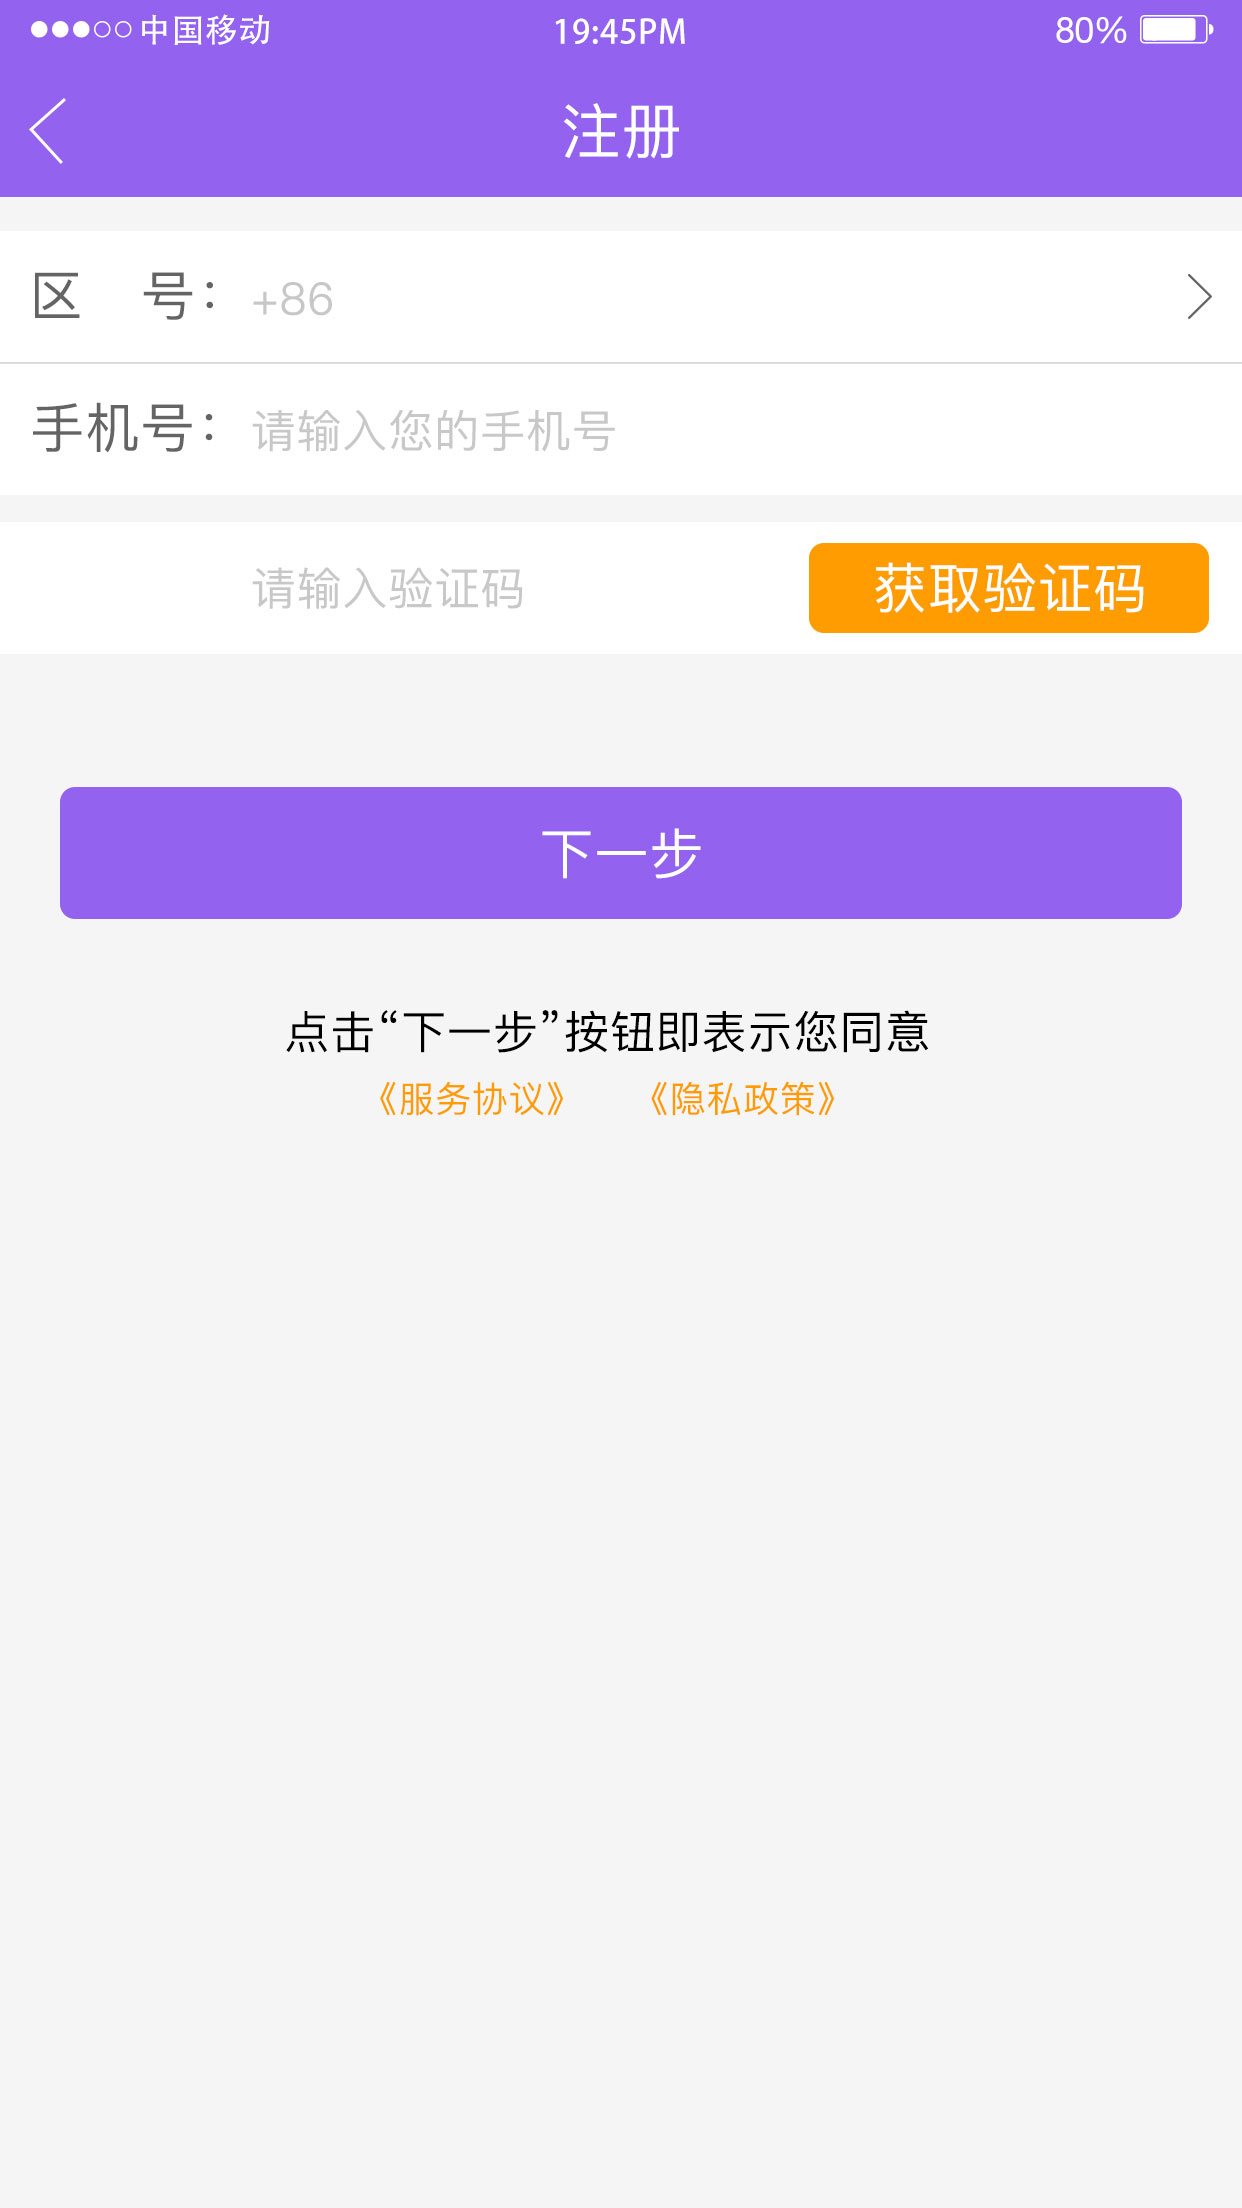 中国移动 19:45PM 80%
注册
区 号： +86
手机号： 请输入您的手机号
请输入验证码 获取验证码
下一步
点击“下一步”按钮即表示您同意
《服务协议》 《隐私政策》